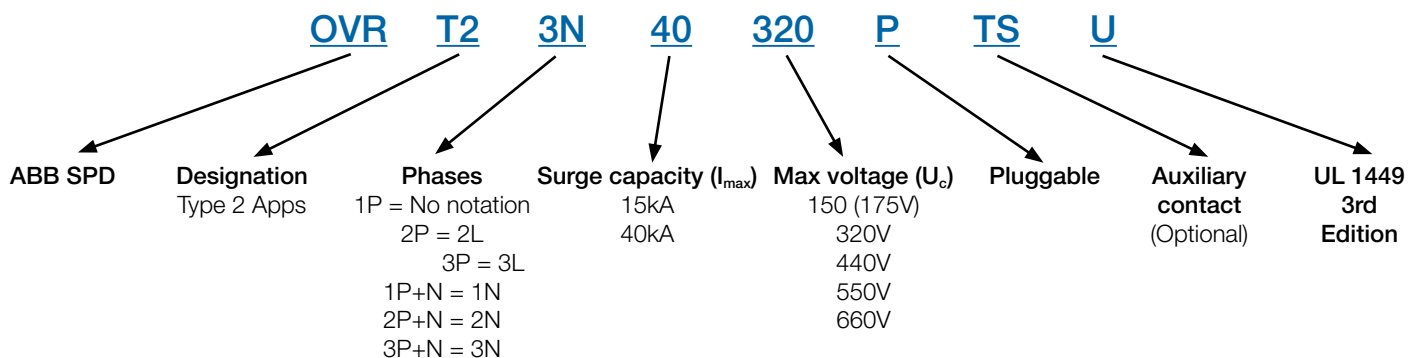 OVR T2 3N 40 320 P TS U
ABB SPD
Designation
Type 2 Apps
Phases
1P = No notation
2P = 2L
3P = 3L
1P+N = 1N
2P+N = 2N
3P+N = 3N
Surge capacity (Imax)
15kA
40kA
Max voltage (Uc)
150 (175V)
320V
440V
550V
660V
Pluggable
Auxiliary
contact
(Optional)
UL 1449
3rd
Edition